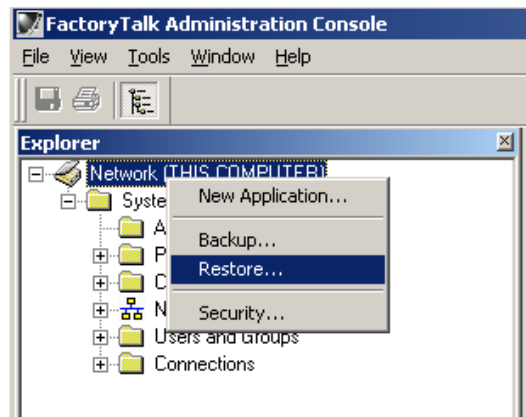 FactoryTalk Administration Console
File View Tools Window Help
Explorer
Network (THIS COMPUTER)
Syste
New Application...
A
Backup...
P
Restore...
C
N
Security...
Users and Groups
Connections